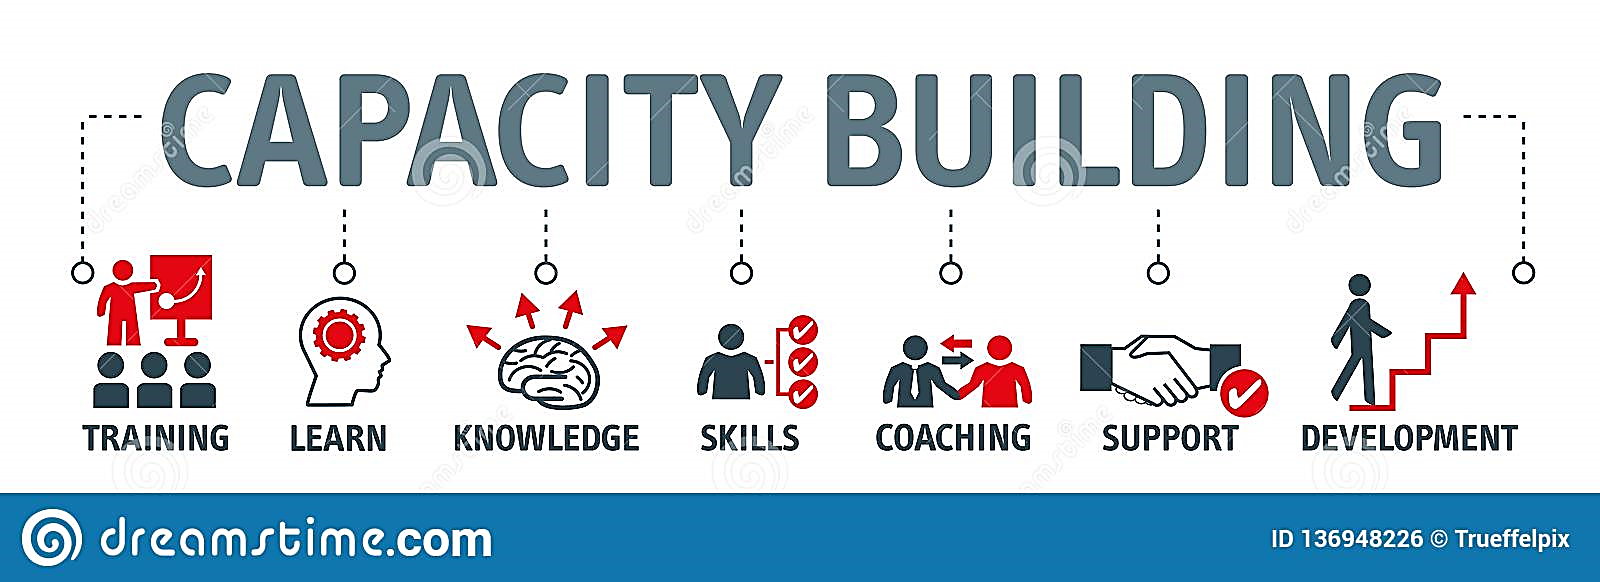 CAPACITY BUILDING
TRAINING LEARN KNOWLEDGE SKILLS COACHING SUPPORT DEVELOPMENT
dreamstime.com
ID 136948226 © Trueffelpix